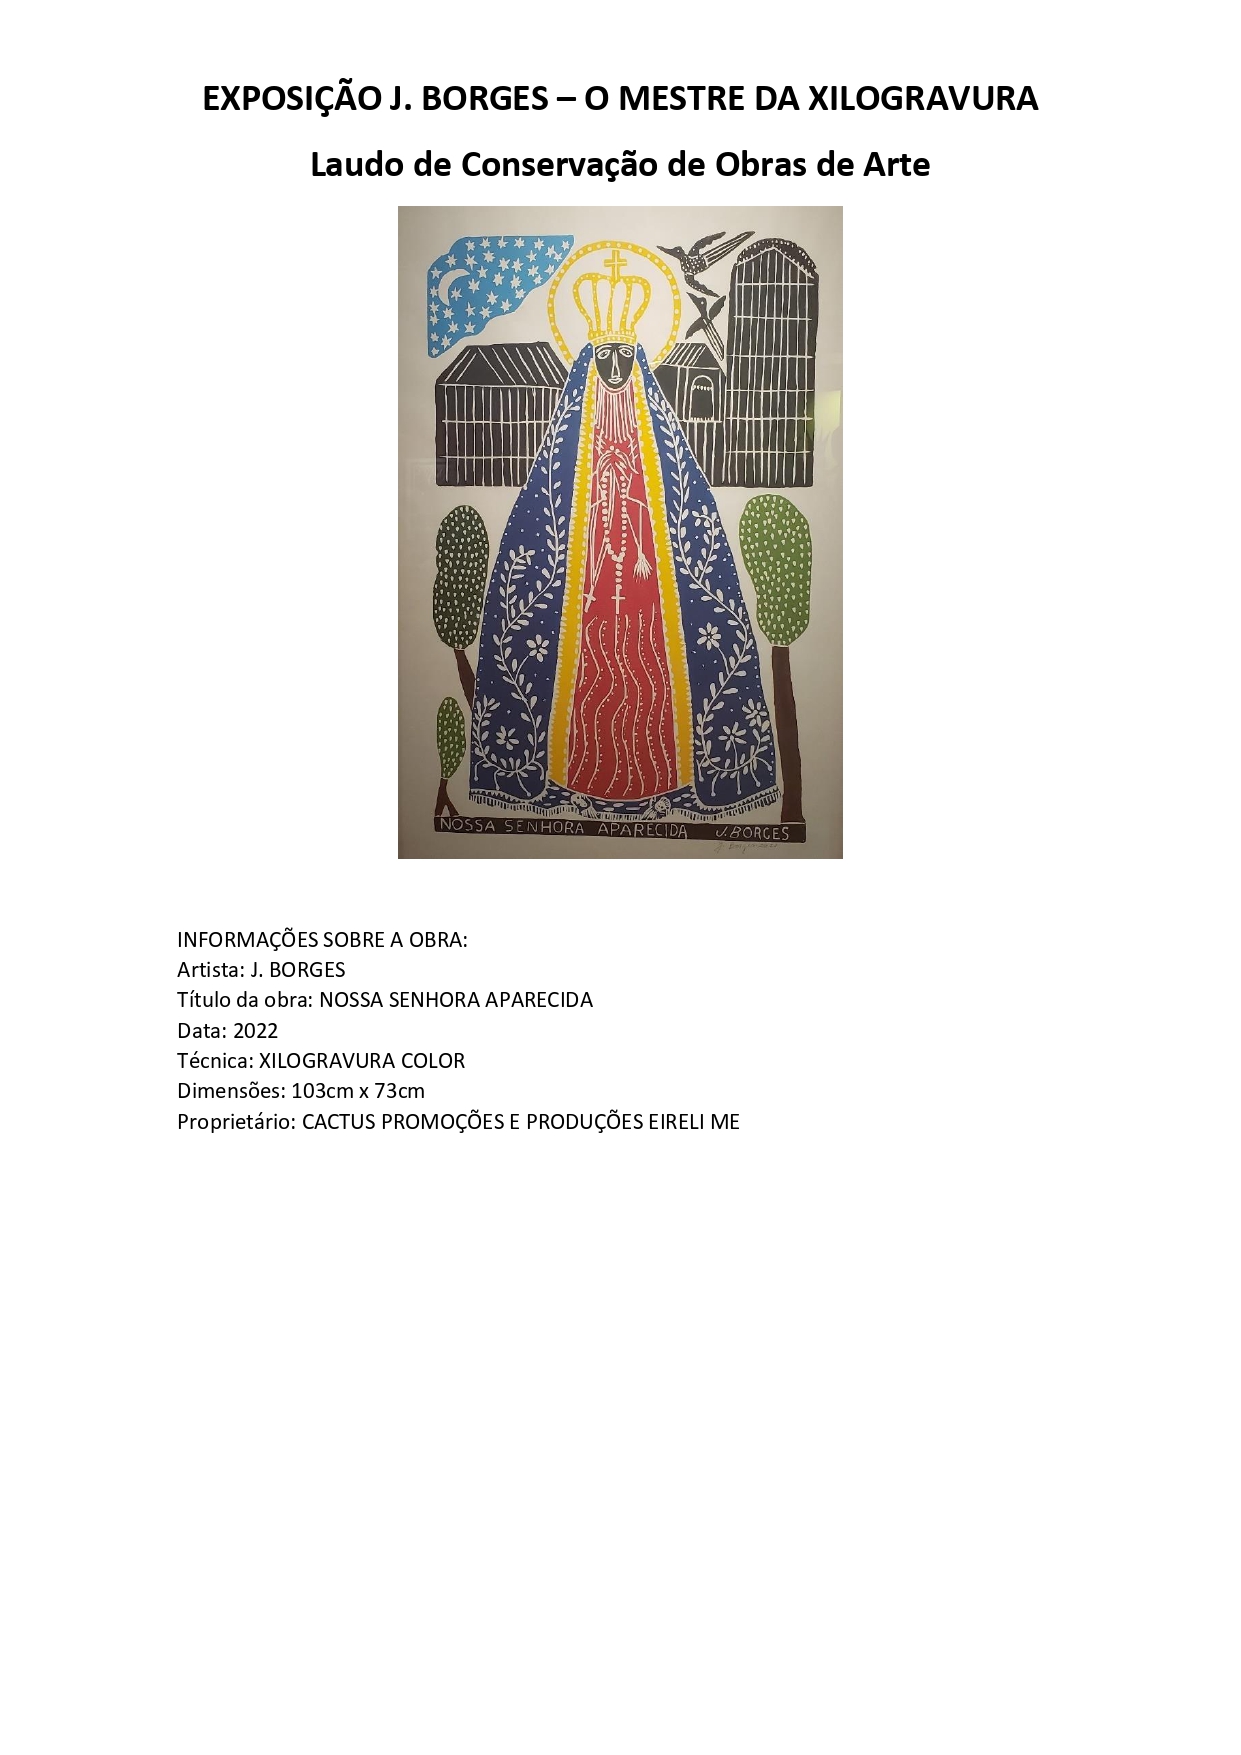 EXPOSIÇÃO J. BORGES – O MESTRE DA XILOGRAVURA
Laudo de Conservação de Obras de Arte
NOSSA SENHORA APARECIDA J. BORGES
INFORMAÇÕES SOBRE A OBRA:
Artista: J. BORGES
Título da obra: NOSSA SENHORA APARECIDA
Data: 2022
Técnica: XILOGRAVURA COLOR
Dimensões: 103cm x 73cm
Proprietário: CACTUS PROMOÇÕES E PRODUÇÕES EIRELI ME